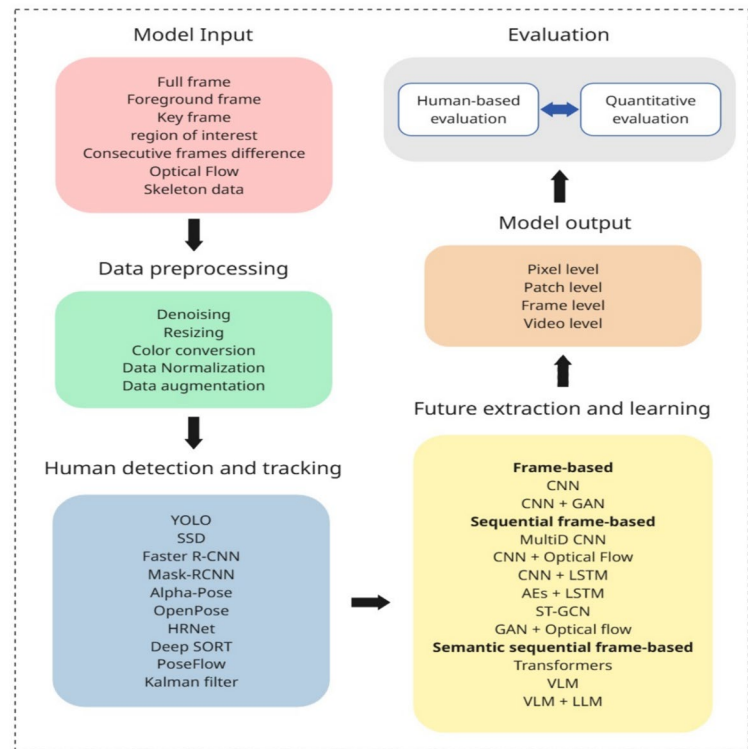 Model Input
Full frame
Foreground frame
Key frame
region of interest
Consecutive frames difference
Optical Flow
Skeleton data
Data preprocessing
Denoising
Resizing
Color conversion
Data Normalization
Data augmentation
Human detection and tracking
YOLO
SSD
Faster R-CNN
Mask-RCNN
Alpha-Pose
OpenPose
HRNet
Deep SORT
PoseFlow
Kalman filter
Future extraction and learning
Frame-based
CNN
CNN + GAN
Sequential frame-based
MultiD CNN
CNN + Optical Flow
CNN + LSTM
AEs + LSTM
ST-GCN
GAN + Optical flow
Semantic sequential frame-based
Transformers
VLM
VLM + LLM
Model output
Pixel level
Patch level
Frame level
Video level
Evaluation
Human-based
evaluation
Quantitative
evaluation